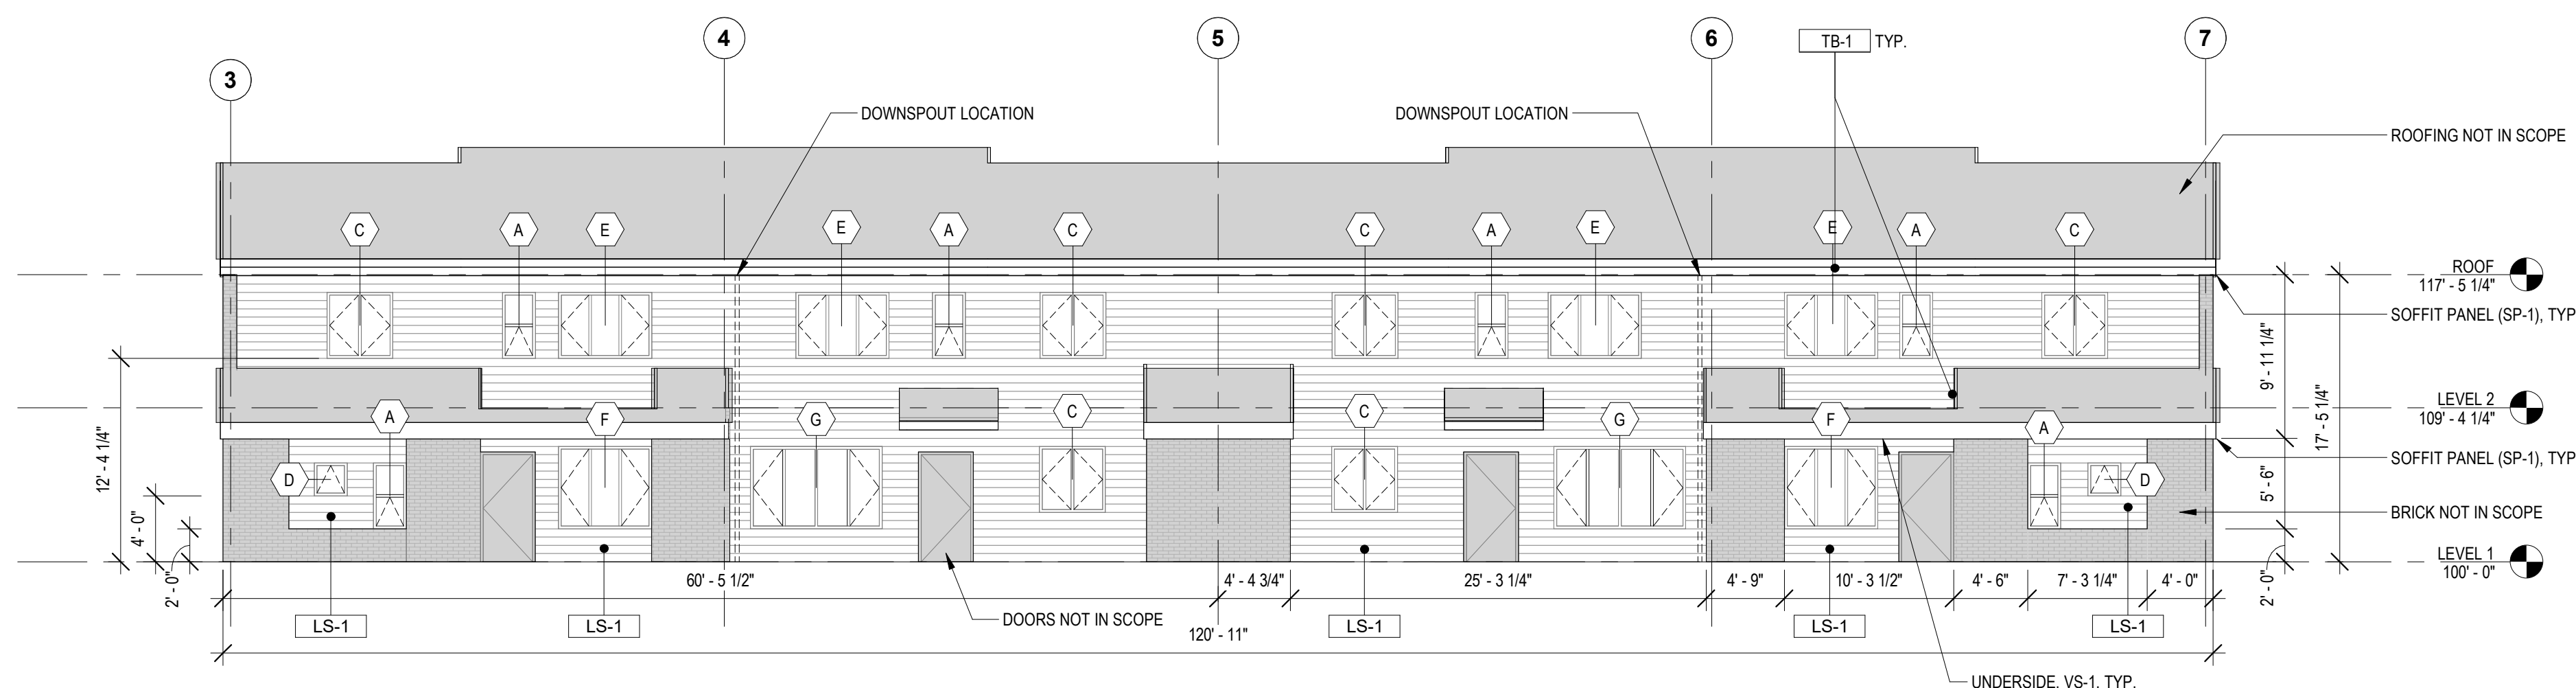 3
4
5
6
7
TB-1 TYP.
DOWNSPOUT LOCATION
DOWNSPOUT LOCATION
ROOFING NOT IN SCOPE
C
A
E
E
A
C
C
A
E
E
A
C
ROOF
117' - 5 1/4"
SOFFIT PANEL (SP-1), TYP
9' - 11 1/4"
17' - 5 1/4"
LEVEL 2
109' - 4 1/4"
12' - 4 1/4"
A
F
G
C
C
G
F
A
D
D
SOFFIT PANEL (SP-1), TYP
5' - 6"
BRICK NOT IN SCOPE
4' - 0"
2' - 0"
LEVEL 1
100' - 0"
2' - 0"
60' - 5 1/2"
4' - 4 3/4"
25' - 3 1/4"
4' - 9"
10' - 3 1/2"
4' - 6"
7' - 3 1/4"
4' - 0"
DOORS NOT IN SCOPE
LS-1
LS-1
LS-1
LS-1
LS-1
120' - 11"
UNDERSIDE, VS-1, TYP.